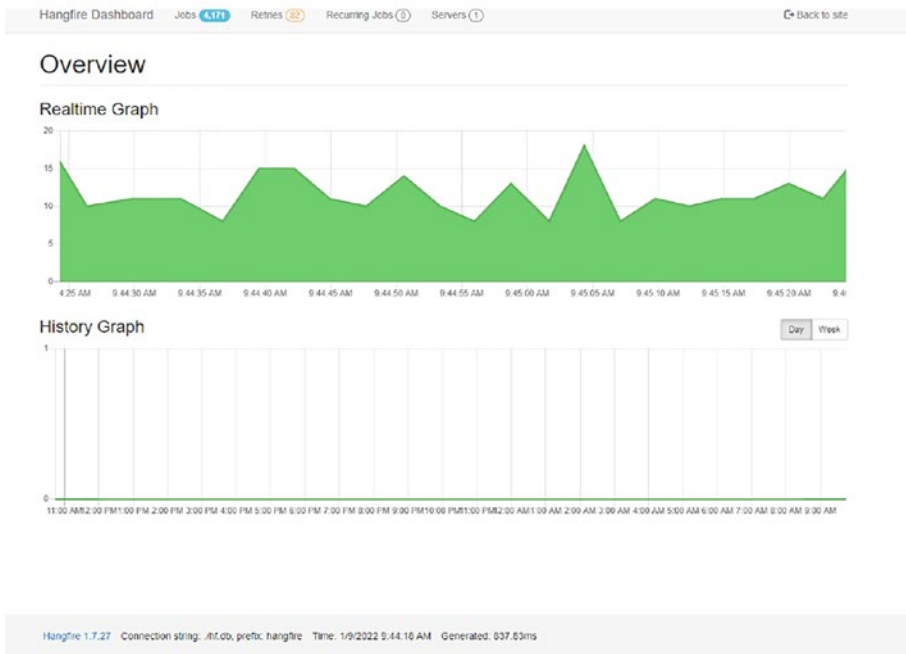 Hangfire Dashboard Jobs 4,171 Retries 82 Recurring Jobs 0 Servers 1 Back to site
Overview
Realtime Graph
20
15
10
5
0
4:25 AM 9:44:30 AM 9:44:35 AM 9:44:40 AM 9:44:45 AM 9:44:50 AM 9:44:55 AM 9:45:00 AM 9:45:05 AM 9:45:10 AM 9:45:15 AM 9:45:20 AM 9:4
History Graph Day Week
1
0
11:00 AM 12:00 PM 1:00 PM 2:00 PM 3:00 PM 4:00 PM 5:00 PM 6:00 PM 7:00 PM 8:00 PM 9:00 PM 10:00 PM 11:00 PM 12:00 AM 1:00 AM 2:00 AM 3:00 AM 4:00 AM 5:00 AM 6:00 AM 7:00 AM 8:00 AM 9:00 AM
Hangfire 1.7.27 Connection string: ./hf.db, prefix: hangfire Time: 1/9/2022 9:44:18 AM Generated: 837.83ms